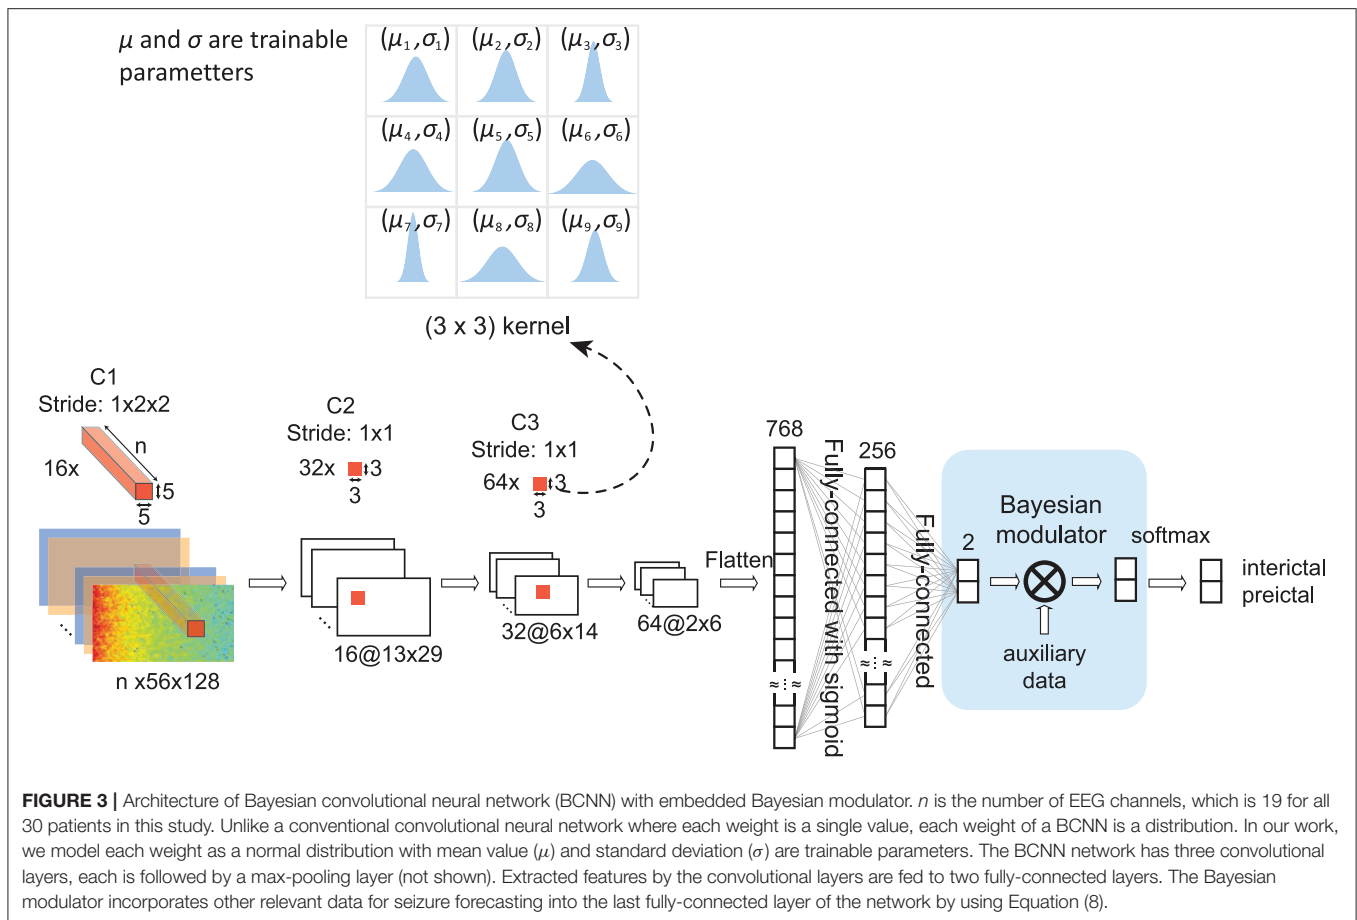 μ and σ are trainable
parametters
(μ1,σ1) (μ2,σ2) (μ3,σ3)
(μ4,σ4) (μ5,σ5) (μ6,σ6)
(μ7,σ7) (μ8,σ8) (μ9,σ9)
(3 x 3) kernel
C1
Stride: 1x2x2
n
16x
5
5
C2
Stride: 1x1
32x
3
3
C3
Stride: 1x1
64x
3
3
n x56x128
16@13x29
32@6x14
64@2x6
Flatten
768
Fully-connected with sigmoid
256
Fully-connected
2
Bayesian
modulator
auxiliary
data
softmax
interictal
preictal
FIGURE 3 | Architecture of Bayesian convolutional neural network (BCNN) with embedded Bayesian modulator. n is the number of EEG channels, which is 19 for all
30 patients in this study. Unlike a conventional convolutional neural network where each weight is a single value, each weight of a BCNN is a distribution. In our work,
we model each weight as a normal distribution with mean value (μ) and standard deviation (σ) are trainable parameters. The BCNN network has three convolutional
layers, each is followed by a max-pooling layer (not shown). Extracted features by the convolutional layers are fed to two fully-connected layers. The Bayesian
modulator incorporates other relevant data for seizure forecasting into the last fully-connected layer of the network by using Equation (8).